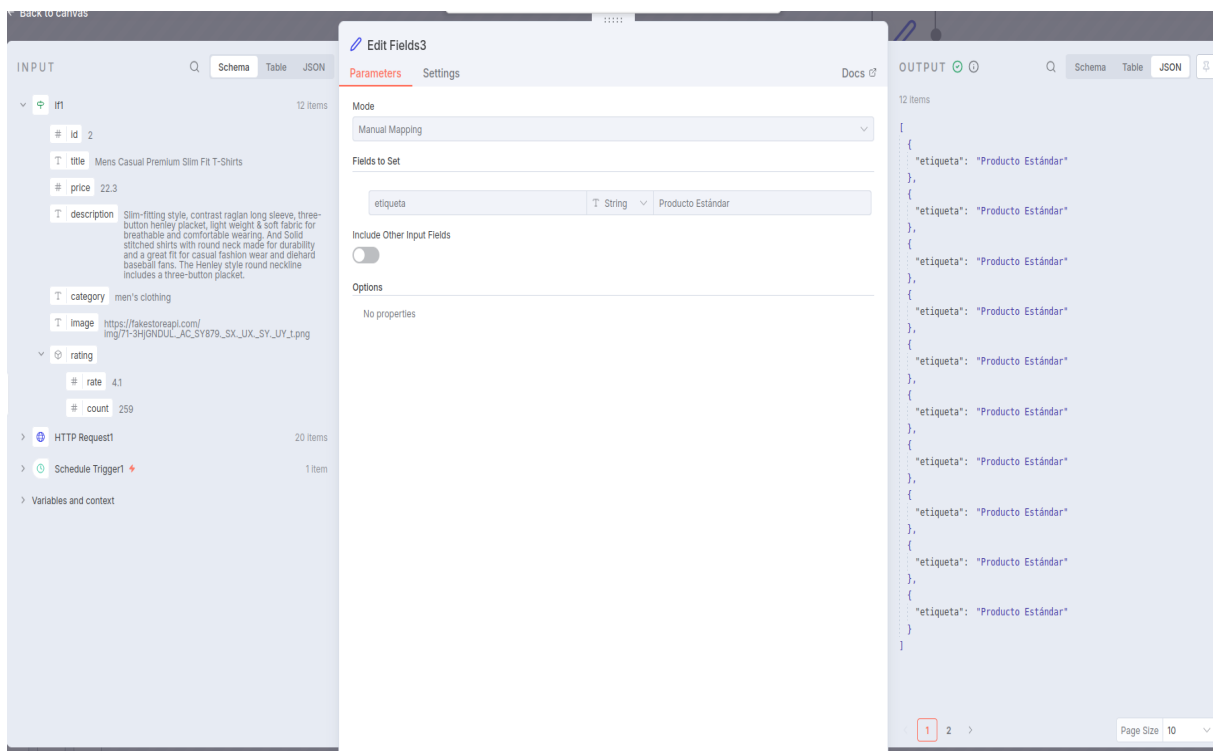 Back to canvas
INPUT
Schema Table JSON
If1 12 items
# id 2
T title Mens Casual Premium Slim Fit T-Shirts
# price 22.3
T description Slim-fitting style, contrast raglan long sleeve, three-
button henley placket, light weight & soft fabric for
breathable and comfortable wearing. And Solid
stitched shirts with round neck made for durability
and a great fit for casual fashion wear and diehard
baseball fans. The Henley style round neckline
includes a three-button placket.
T category men's clothing
T image https://fakestoreapi.com/
img/71-3HjGNDUL._AC_SY879._SX._UX._SY._UY_t.png
rating
# rate 4.1
# count 259
HTTP Request1 20 items
Schedule Trigger1 1 item
Variables and context
Edit Fields3
Parameters Settings Docs
Mode
Manual Mapping
Fields to Set
etiqueta T String Producto Estándar
Include Other Input Fields
Options
No properties
OUTPUT
Schema Table JSON
12 items
[
{
"etiqueta": "Producto Estándar"
},
{
"etiqueta": "Producto Estándar"
},
{
"etiqueta": "Producto Estándar"
},
{
"etiqueta": "Producto Estándar"
},
{
"etiqueta": "Producto Estándar"
},
{
"etiqueta": "Producto Estándar"
},
{
"etiqueta": "Producto Estándar"
},
{
"etiqueta": "Producto Estándar"
},
{
"etiqueta": "Producto Estándar"
},
{
"etiqueta": "Producto Estándar"
}
]
1 2
Page Size 10